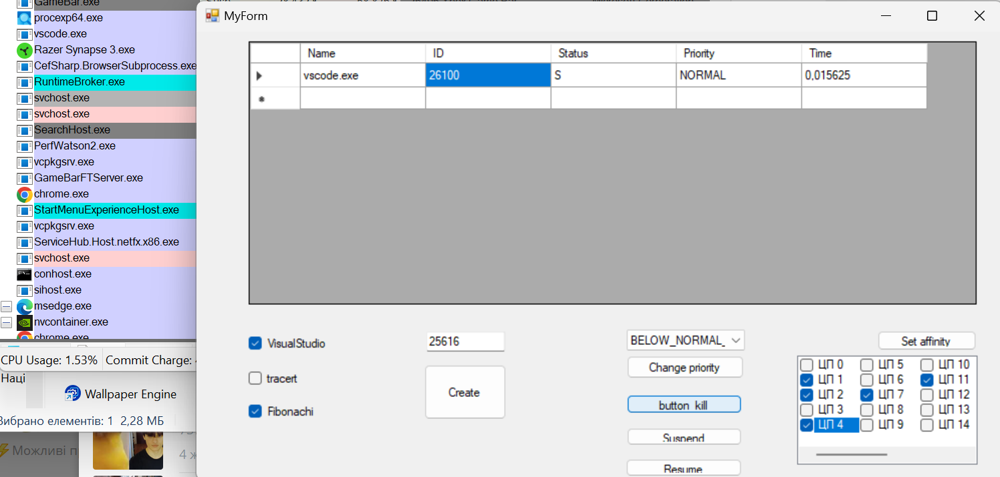 GameBar.exe
procexp64.exe
vscode.exe
Razer Synapse 3.exe
CefSharp.BrowserSubprocess.exe
RuntimeBroker.exe
svchost.exe
svchost.exe
SearchHost.exe
PerfWatson2.exe
vcpkgsrv.exe
GameBarFTServer.exe
chrome.exe
StartMenuExperienceHost.exe
vcpkgsrv.exe
ServiceHub.Host.netfx.x86.exe
svchost.exe
conhost.exe
sihost.exe
msedge.exe
nvcontainer.exe
chrome.exe
CPU Usage: 1.53% Commit Charge:
Наці
Wallpaper Engine
Вибрано елементів: 1 2,28 МБ
Можливі п
4 ж
MyForm
Name ID Status Priority Time
vscode.exe 26100 S NORMAL 0,015625
VisualStudio
tracert
Fibonachi
25616
Create
BELOW_NORMAL_
Change priority
button kill
Suspend
Resume
Set affinity
ЦП 0 ЦП 5 ЦП 10
ЦП 1 ЦП 6 ЦП 11
ЦП 2 ЦП 7 ЦП 12
ЦП 3 ЦП 8 ЦП 13
ЦП 4 ЦП 9 ЦП 14